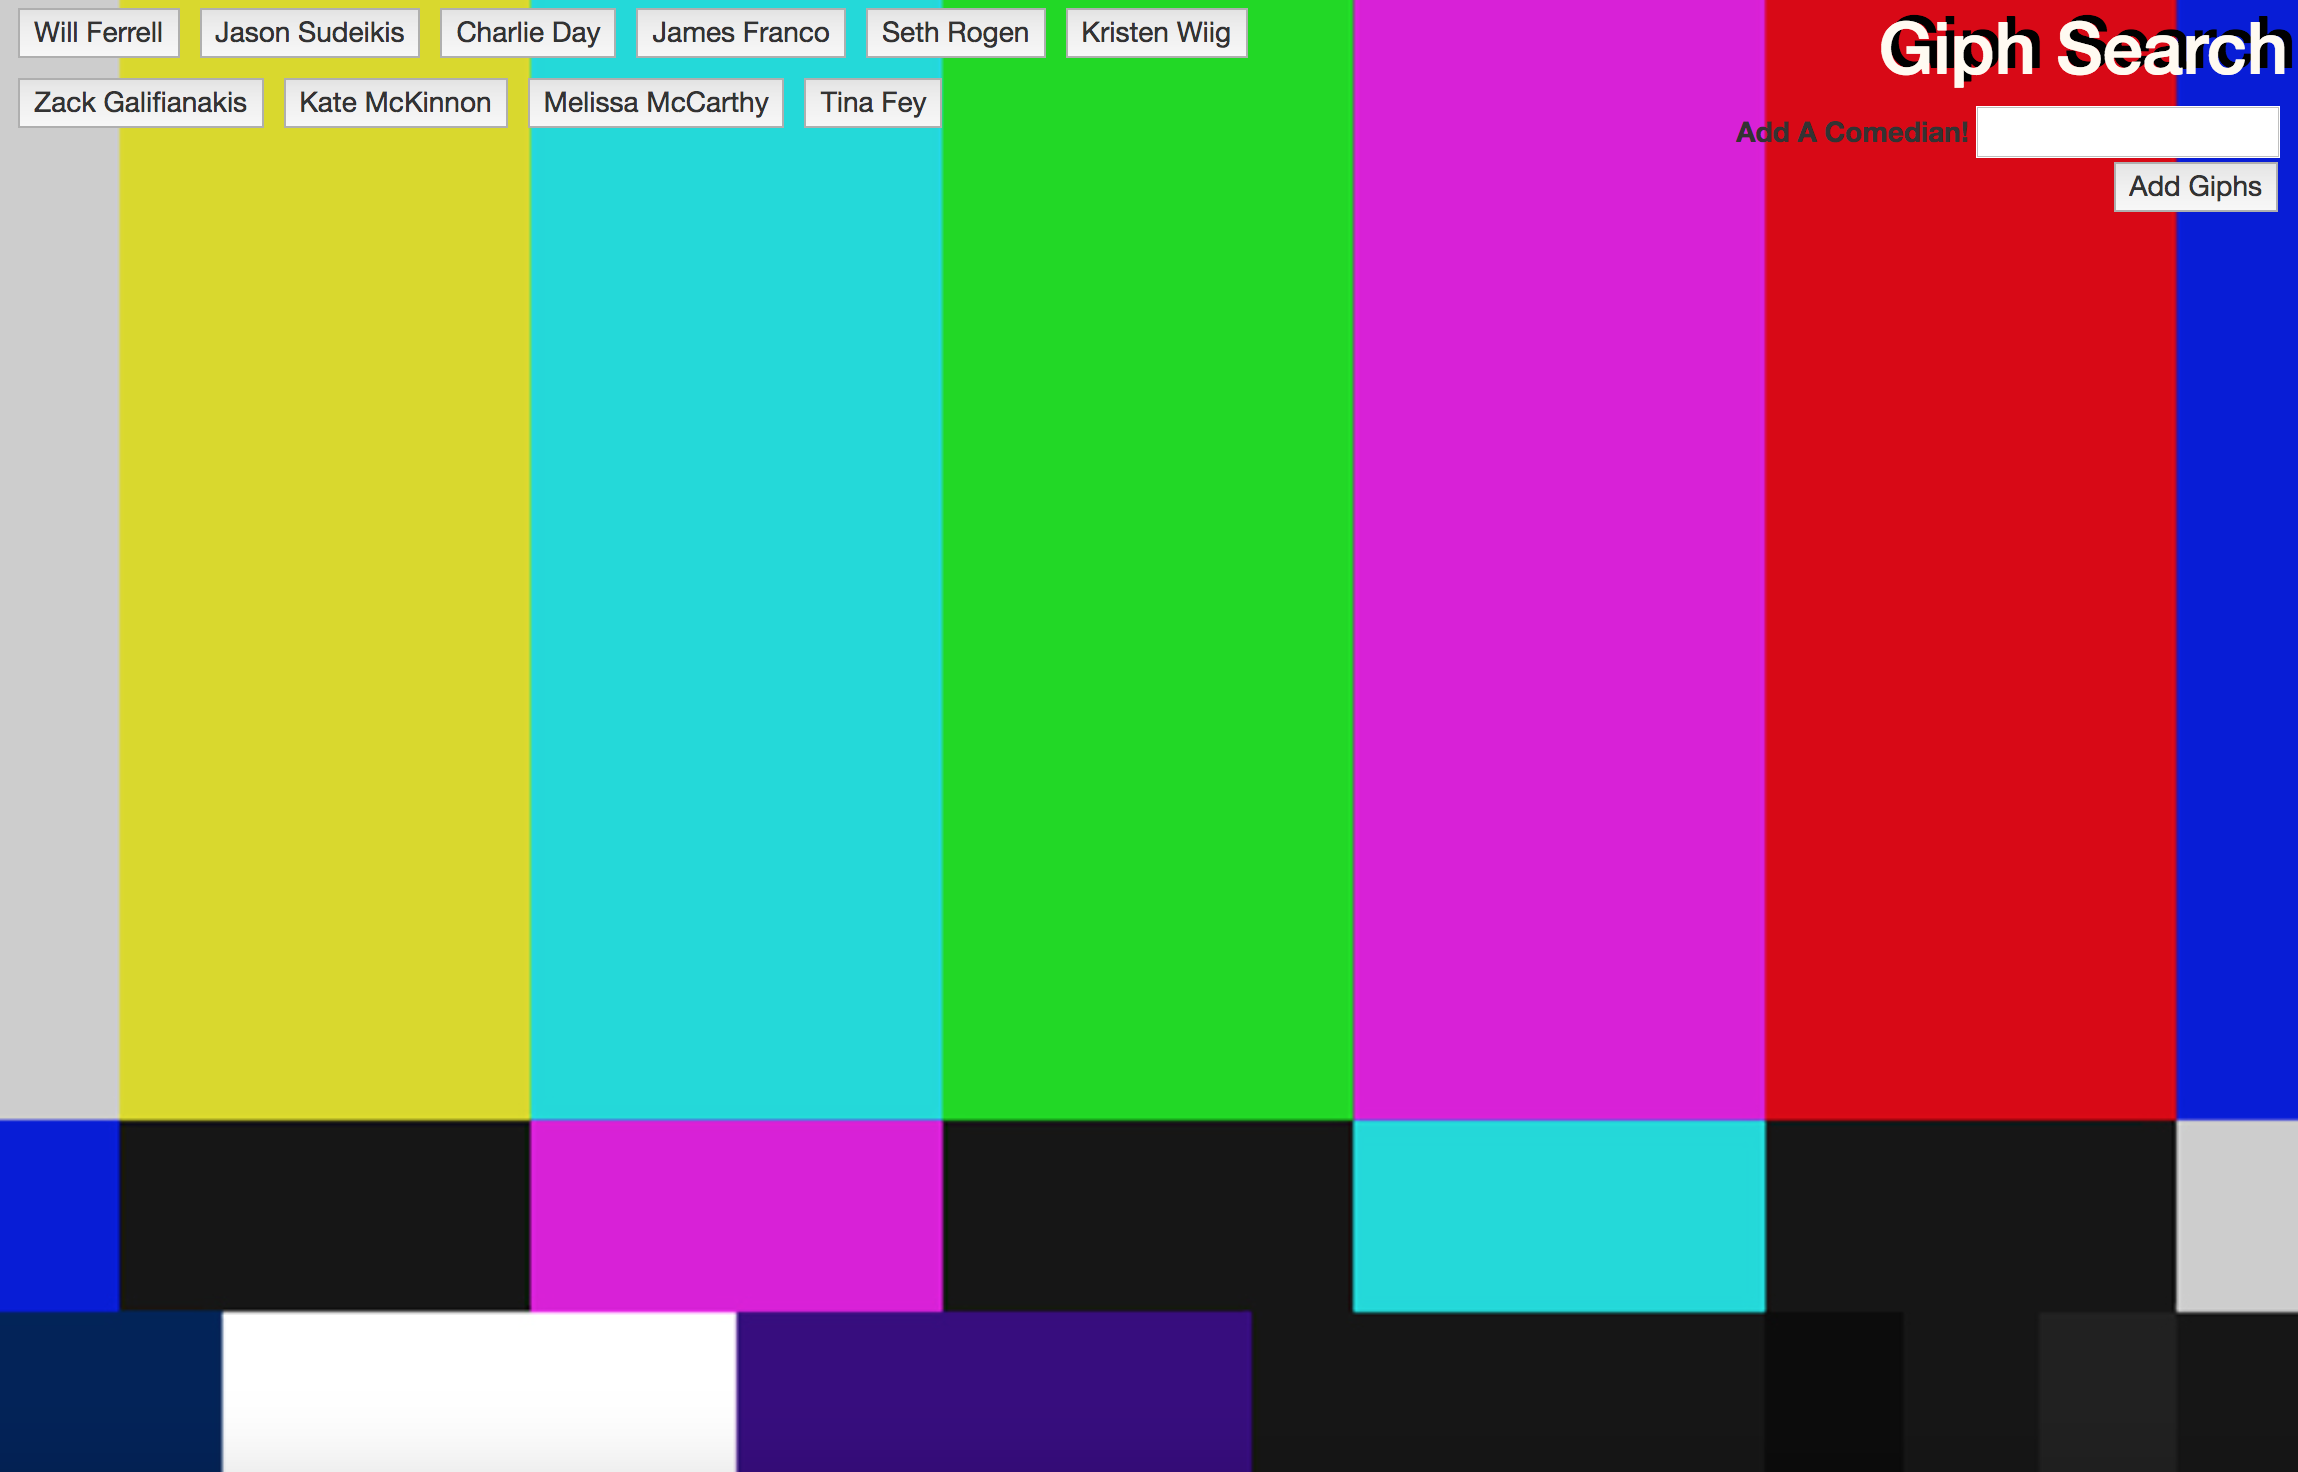 Will Ferrell Jason Sudeikis Charlie Day James Franco Seth Rogen Kristen Wiig
Zack Galifianakis Kate McKinnon Melissa McCarthy Tina Fey
Giph Search
Add A Comedian!
Add Giphs